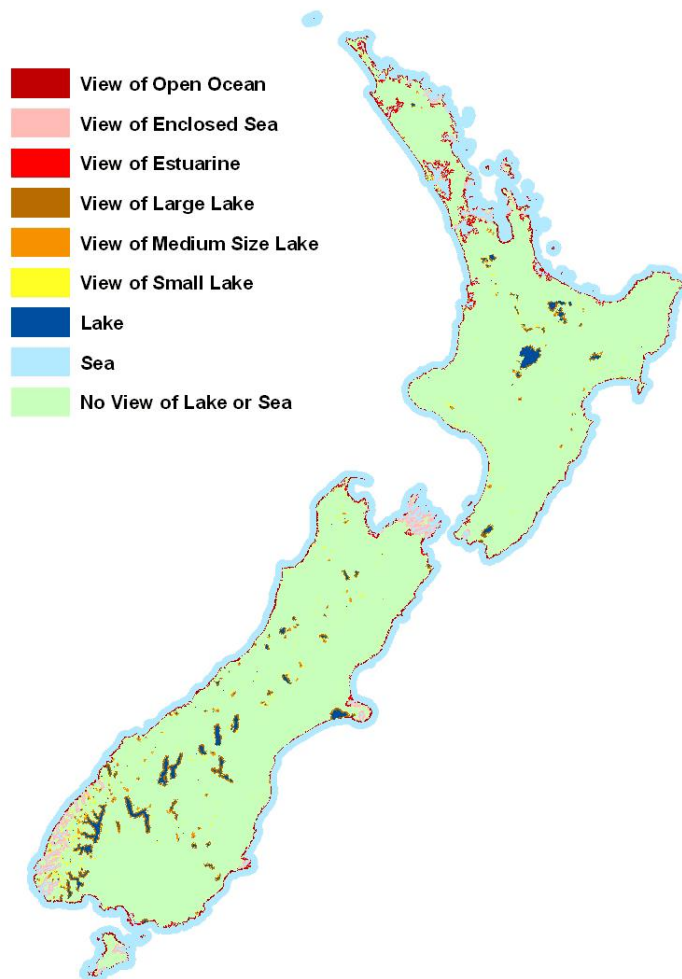 View of Open Ocean
View of Enclosed Sea
View of Estuarine
View of Large Lake
View of Medium Size Lake
View of Small Lake
Lake
Sea
No View of Lake or Sea